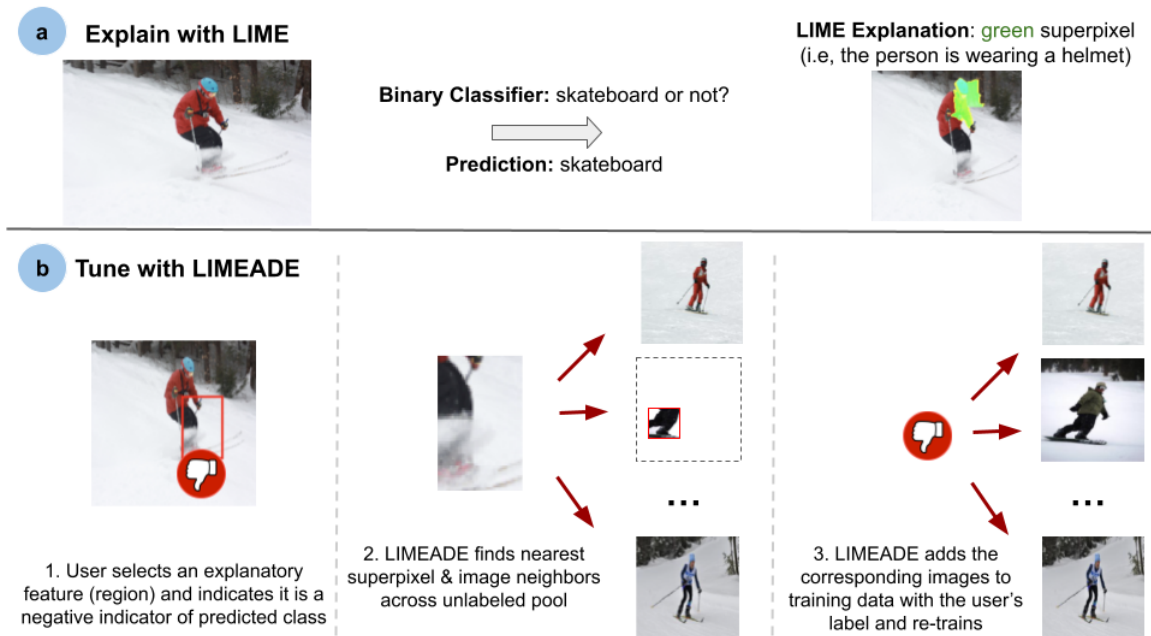 a
Explain with LIME
Binary Classifier: skateboard or not?
Prediction: skateboard
LIME Explanation: green superpixel
(i.e, the person is wearing a helmet)
b
Tune with LIMEADE
1. User selects an explanatory
feature (region) and indicates it is a
negative indicator of predicted class
2. LIMEADE finds nearest
superpixel & image neighbors
across unlabeled pool
...
3. LIMEADE adds the
corresponding images to
training data with the user's
label and re-trains
...